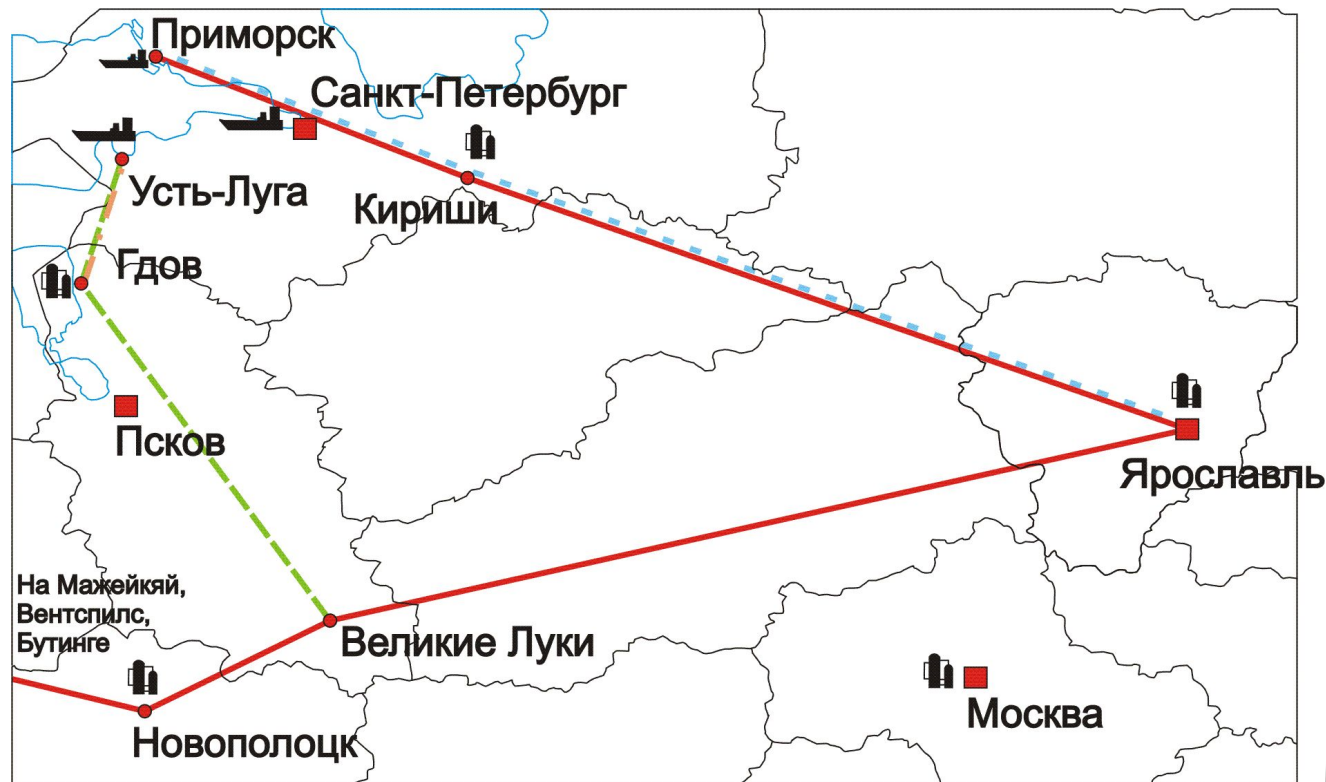 Приморск
Санкт-Петербург
Усть-Луга
Кириши
Гдов
Псков
Ярославль
На Мажейкяй,
Вентспилс,
Бутинге
Великие Луки
Москва
Новополоцк